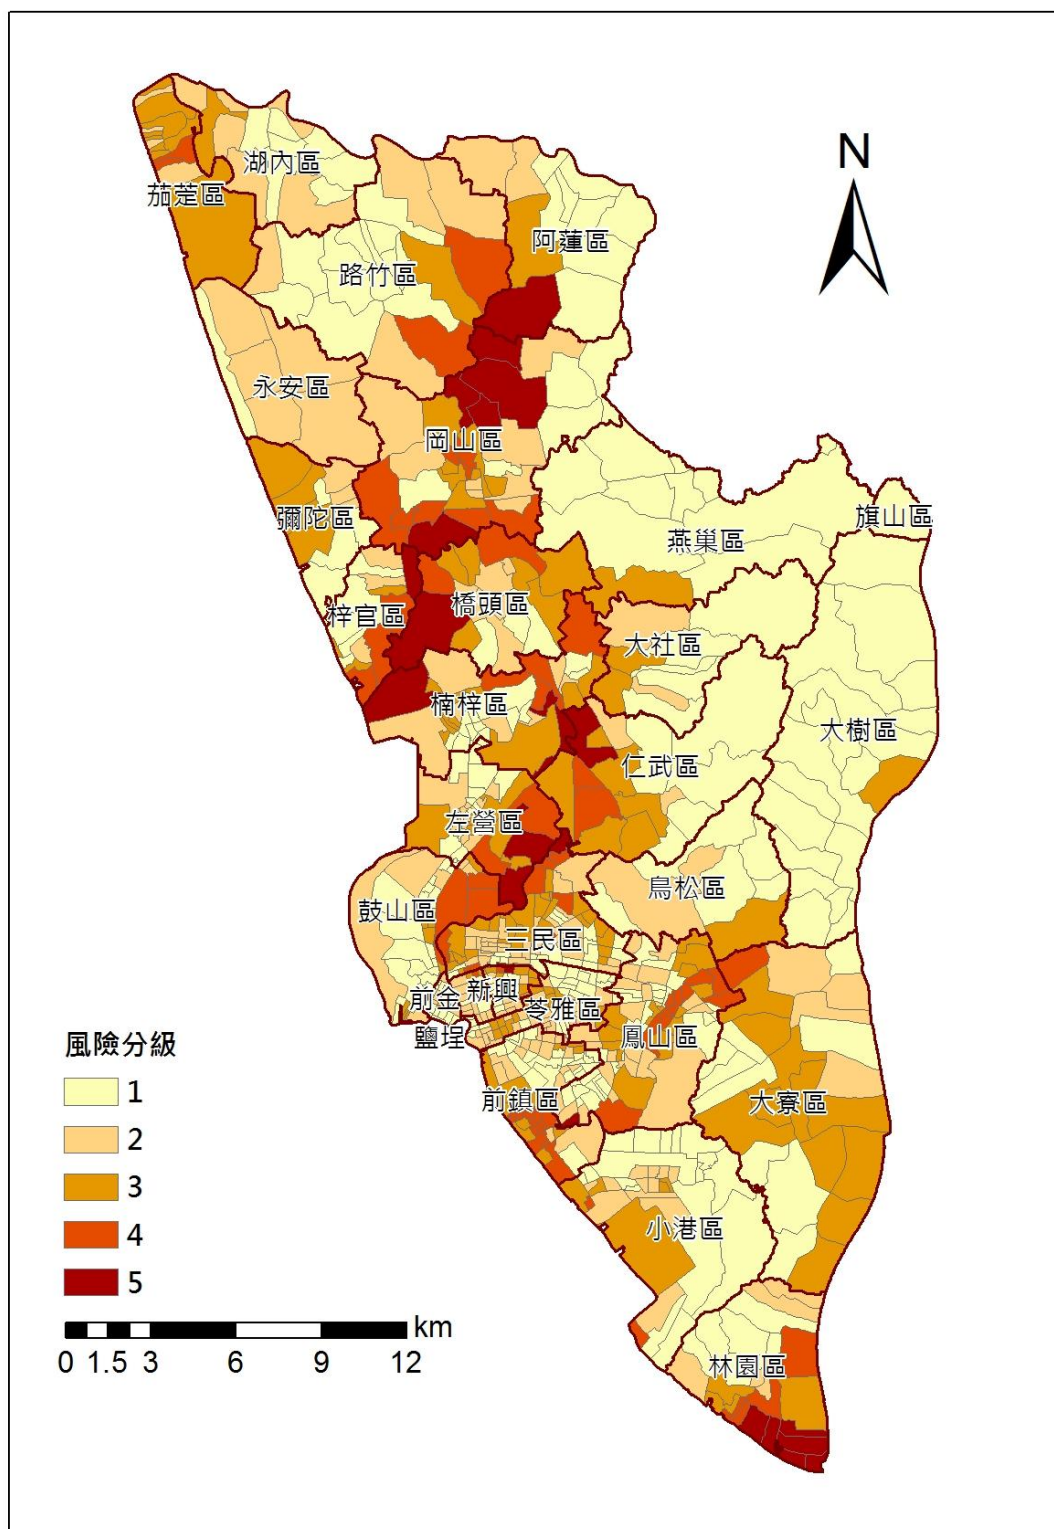 N
湖內區
茄萣區
阿蓮區
路竹區
永安區
岡山區
彌陀區
旗山區
燕巢區
橋頭區
梓官區
大社區
楠梓區
大樹區
仁武區
左營區
鳥松區
鼓山區
三民區
前金
新興
苓雅區
鹽埕
鳳山區
前鎮區
大寮區
小港區
林園區
風險分級
1
2
3
4
5
km
0 1.5 3 6 9 12